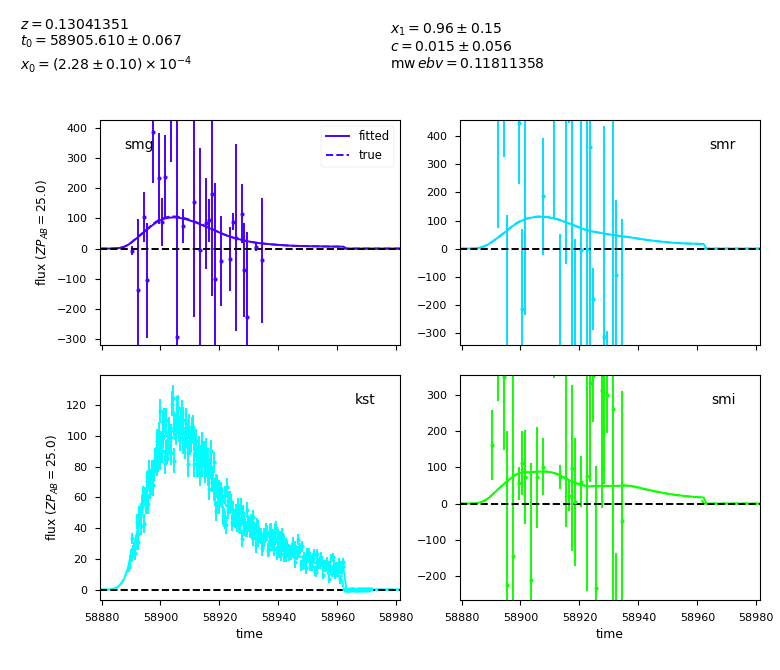 z = 0.13041351
t₀ = 58905.610 ± 0.067
x₀ = (2.28 ± 0.10) × 10⁻⁴
x₁ = 0.96 ± 0.15
c = 0.015 ± 0.056
mw ebv = 0.11811358
smg
fitted
true
400
300
200
100
0
−100
−200
−300
flux (ZP_AB = 25.0)
smr
400
300
200
100
0
−100
−200
−300
kst
120
100
80
60
40
20
0
flux (ZP_AB = 25.0)
58880 58900 58920 58940 58960 58980
time
smi
300
200
100
0
−100
−200
58880 58900 58920 58940 58960 58980
time